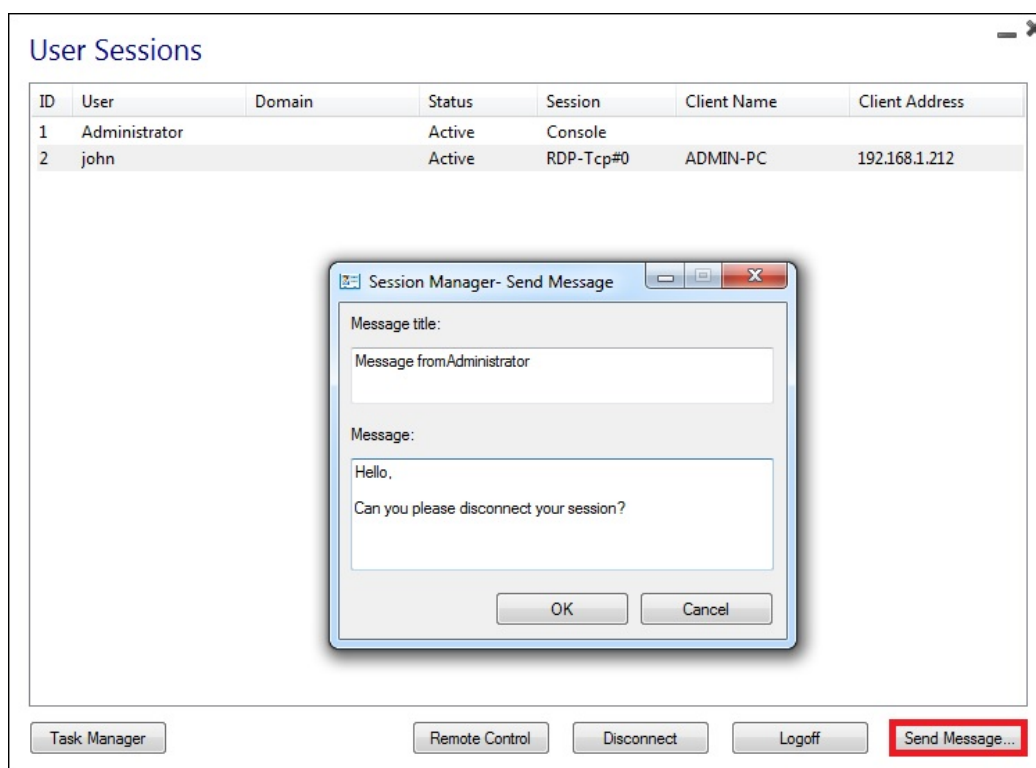 User Sessions
ID User Domain Status Session Client Name Client Address
1 Administrator Active Console
2 john Active RDP-Tcp#0 ADMIN-PC 192.168.1.212
Session Manager- Send Message
Message title:
Message fromAdministrator
Message:
Hello,
Can you please disconnect your session?
OK Cancel
Task Manager Remote Control Disconnect Logoff Send Message...